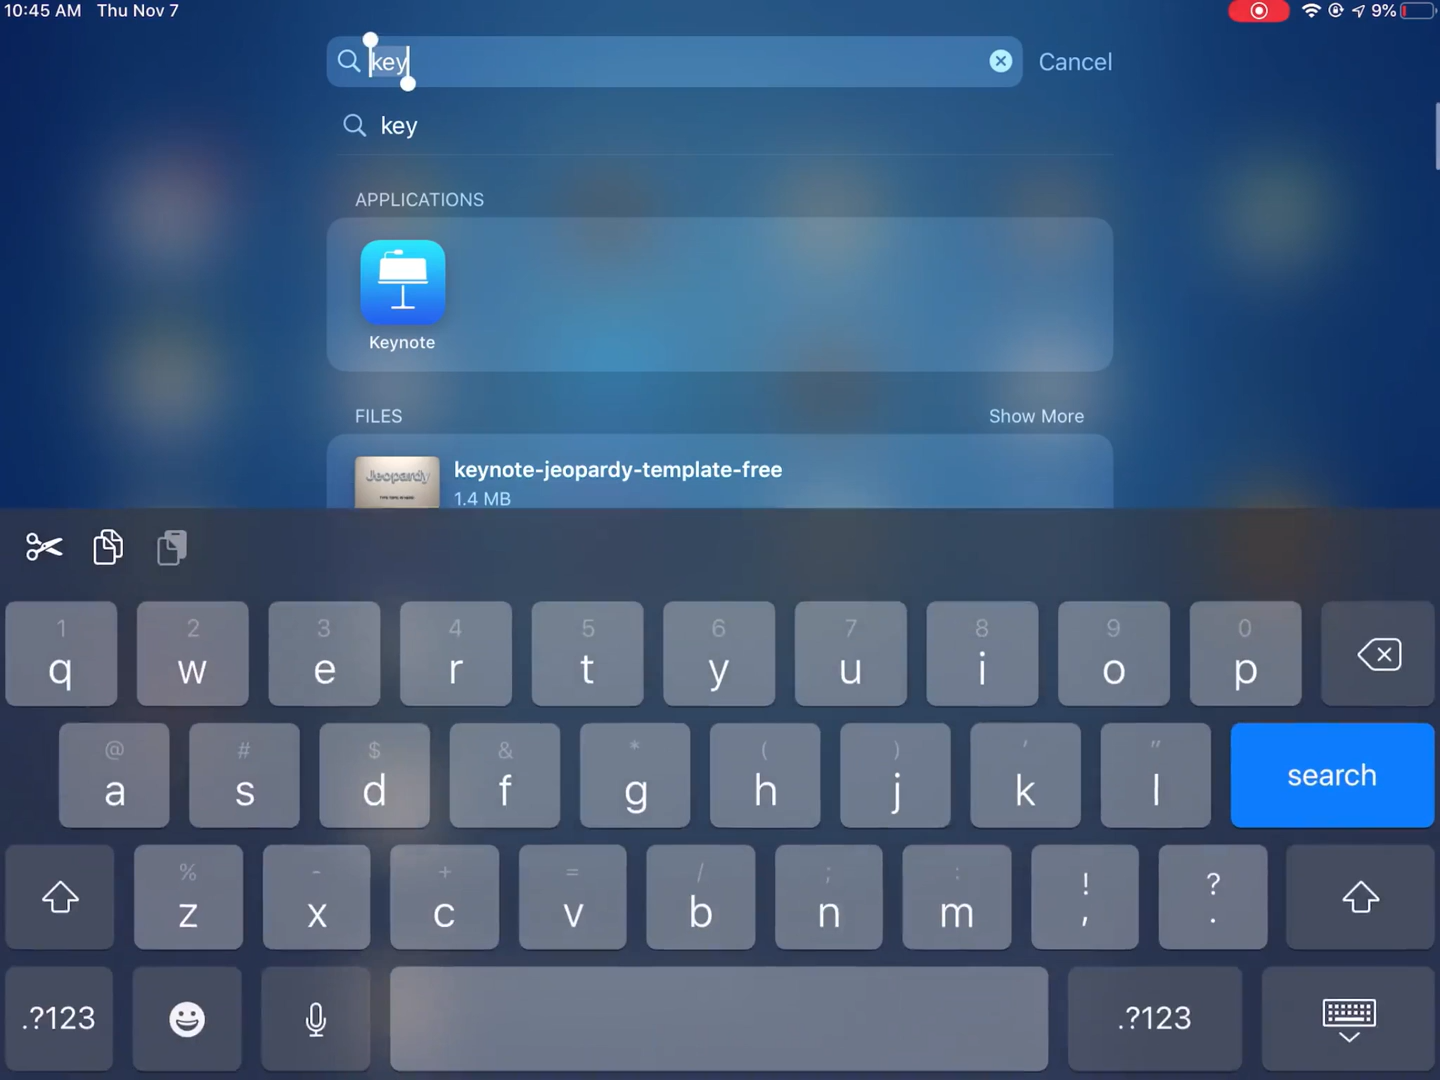 10:45 AM Thu Nov 7
9%
key
Cancel
key
APPLICATIONS
Keynote
FILES
Show More
Jeopardy
keynote-jeopardy-template-free
1.4 MB
1 2 3 4 5 6 7 8 9 0
q w e r t y u i o p
@ # $ & * ( ) ' "
a s d f g h j k l search
% - + = / ; : ! ?
z x c v b n m , .
.?123 .?123